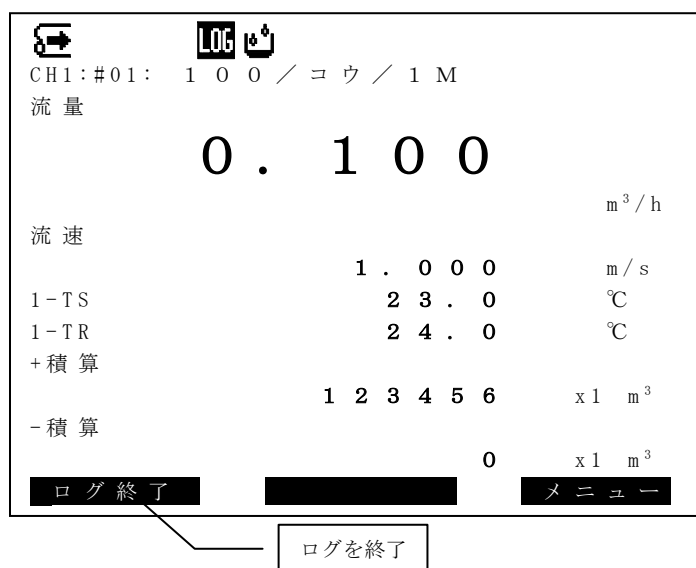 LOG
CH1:#01: 100/コウ/1M
流量
0.100
m³/h
流速
1.000 m/s
1-TS 23.0 ℃
1-TR 24.0 ℃
+積算
123456 x1 m³
-積算
0 x1 m³
ログ終了 メニュー
ログを終了